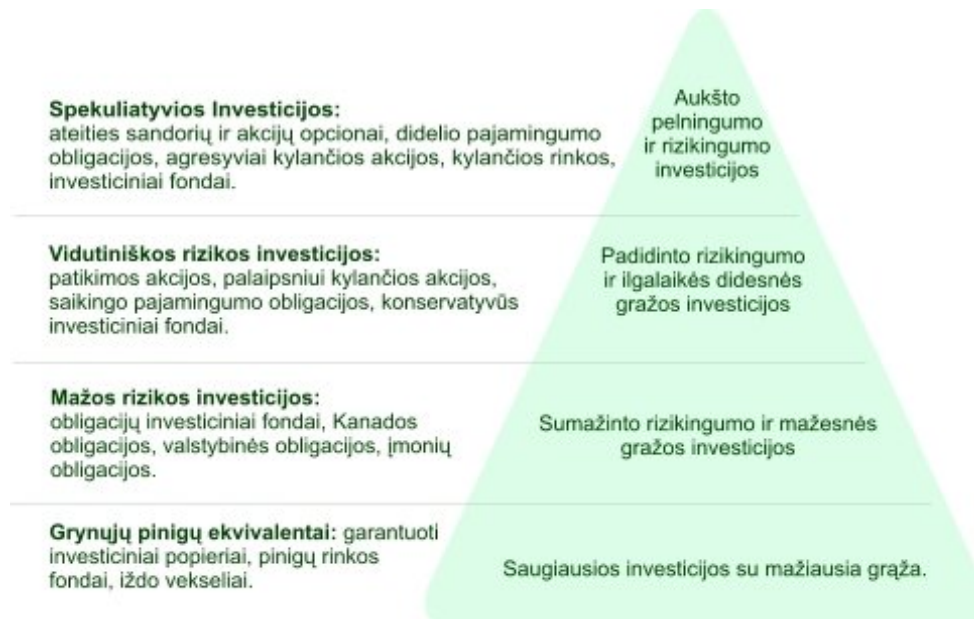 Spekuliatyvios Investicijos:
ateities sandorių ir akcijų opcionai, didelio pajamingumo
obligacijos, agresyviai kylančios akcijos, kylančios rinkos,
investiciniai fondai.
Aukšto
pelningumo
ir rizikingumo
investicijos
Vidutiniškos rizikos investicijos:
patikimos akcijos, palaipsniui kylančios akcijos,
saikingo pajamingumo obligacijos, konservatyvūs
investiciniai fondai.
Padidinto rizikingumo
ir ilgalaikės didesnės
gražos investicijos
Mažos rizikos investicijos:
obligacijų investiciniai fondai, Kanados
obligacijos, valstybinės obligacijos, įmonių
obligacijos.
Sumažinto rizikingumo ir mažesnės
gražos investicijos
Grynųjų pinigų ekvivalentai: garantuoti
investiciniai popieriai, pinigų rinkos
fondai, iždo vekseliai.
Saugiausios investicijos su mažiausia grąža.